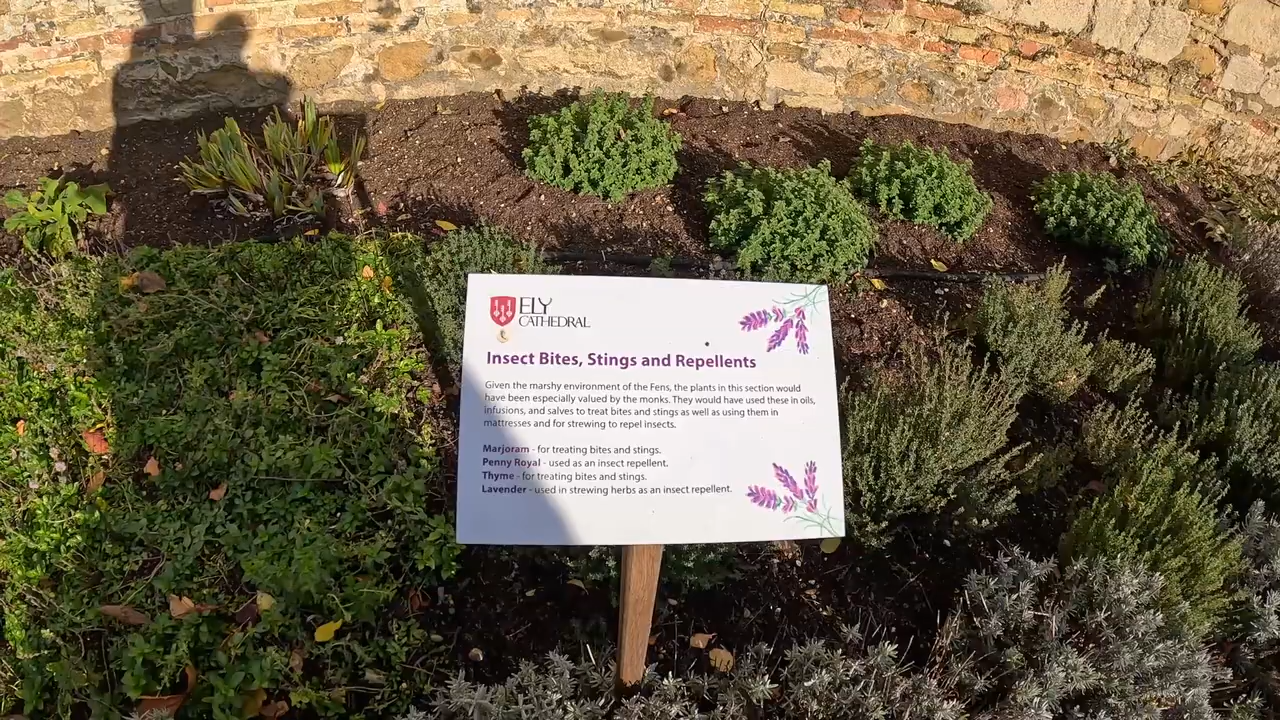 ELY
CATHEDRAL
Insect Bites, Stings and Repellents
Given the marshy environment of the Fens, the plants in this section would
have been especially valued by the monks. They would have used these in oils,
infusions, and salves to treat bites and stings as well as using them in
mattresses and for strewing to repel insects.
Marjoram - for treating bites and stings.
Penny Royal - used as an insect repellent.
Thyme - for treating bites and stings.
Lavender - used in strewing herbs as an insect repellent.